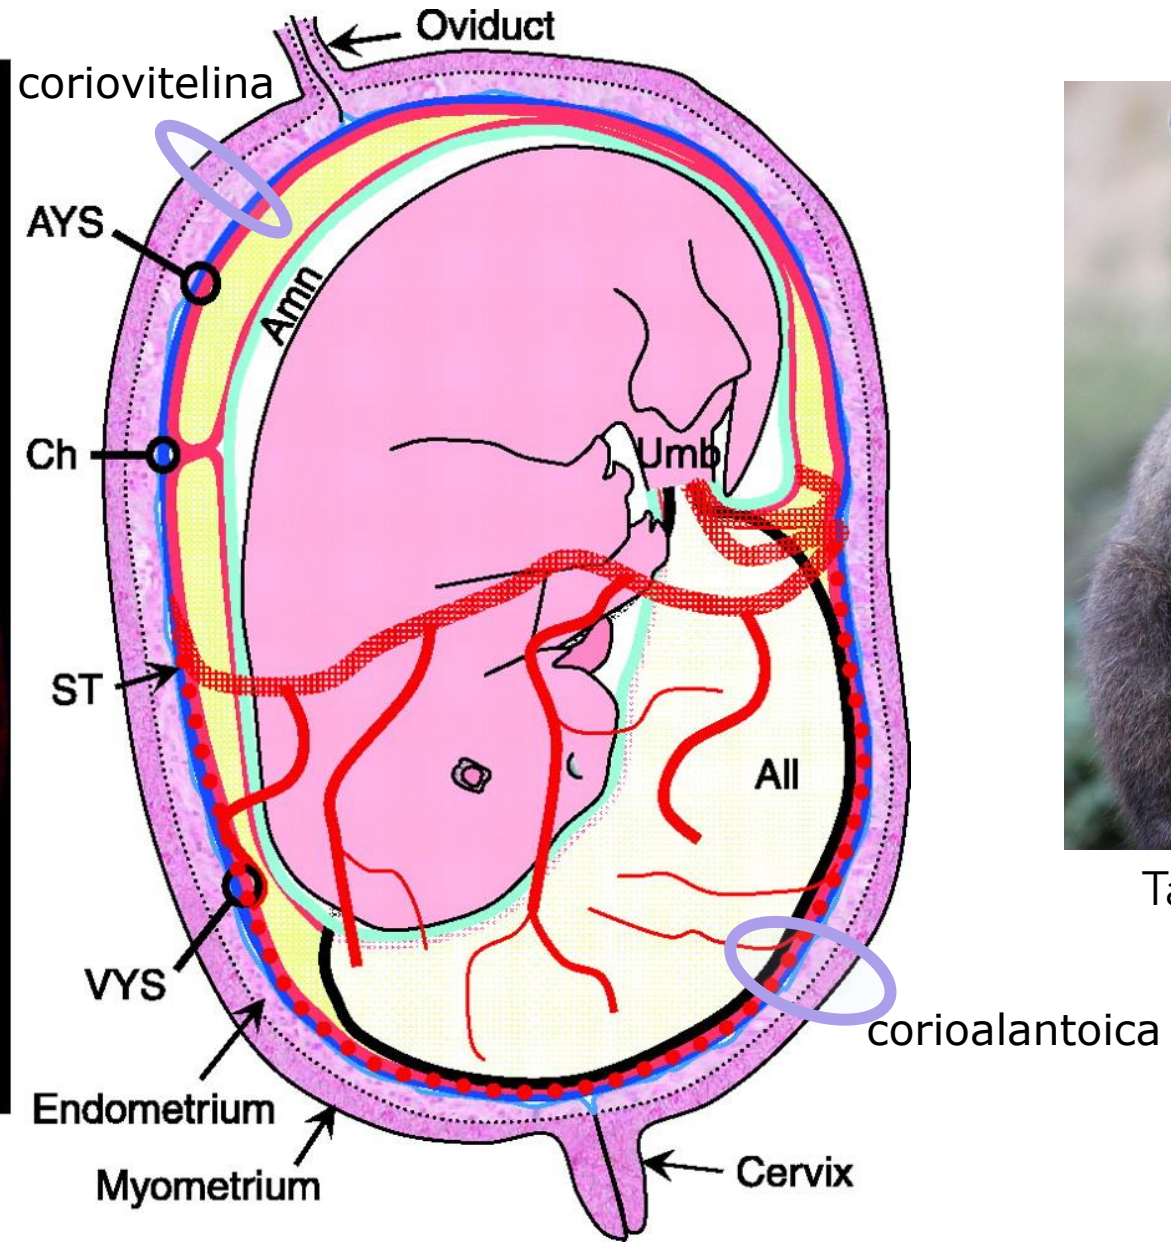 Oviduct
coriovitelina
AYS
Amn
Ch
Umb
ST
All
VYS
corioalantoica
Endometrium
Myometrium
Cervix